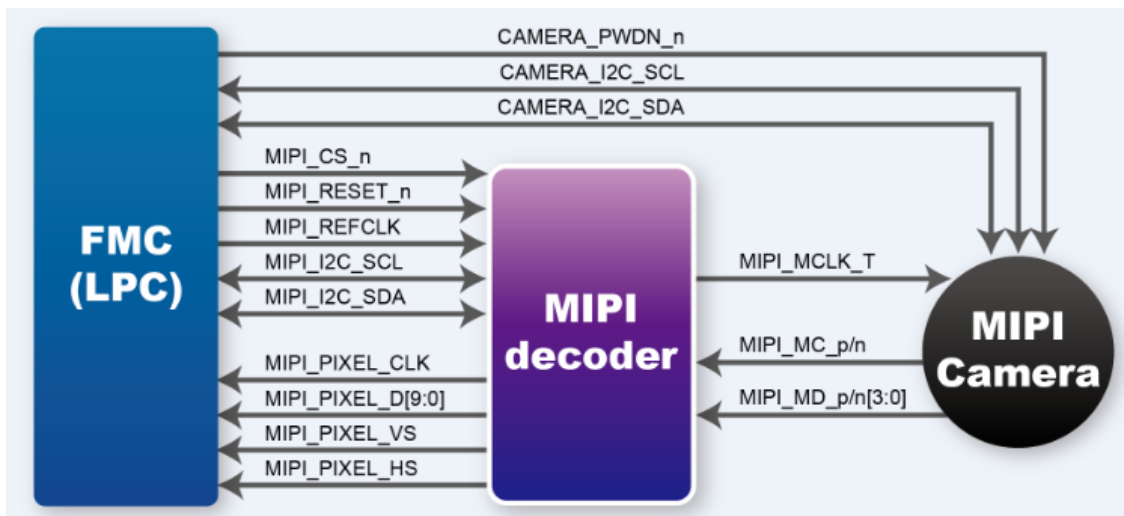 CAMERA_PWDN_n
CAMERA_I2C_SCL
CAMERA_I2C_SDA
FMC
(LPC)
MIPI_CS_n
MIPI_RESET_n
MIPI_REFCLK
MIPI_I2C_SCL
MIPI_I2C_SDA
MIPI_PIXEL_CLK
MIPI_PIXEL_D[9:0]
MIPI_PIXEL_VS
MIPI_PIXEL_HS
MIPI
decoder
MIPI_MCLK_T
MIPI_MC_p/n
MIPI_MD_p/n[3:0]
MIPI
Camera